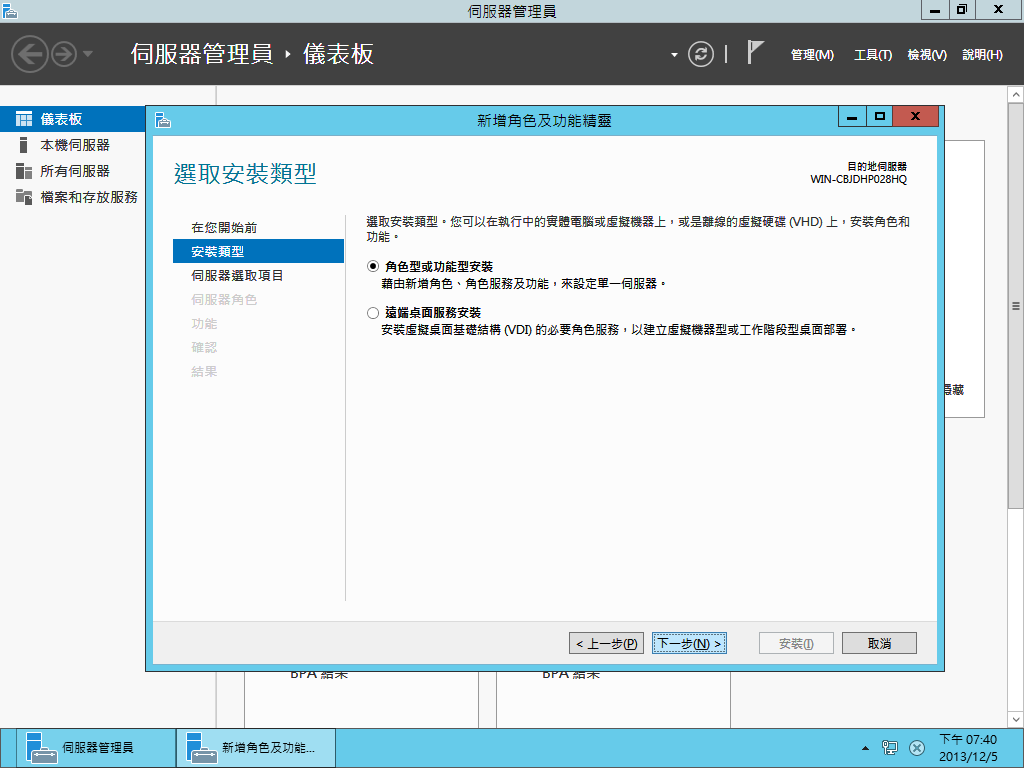 伺服器管理員
伺服器管理員 ‣ 儀表板
管理(M) 工具(T) 檢視(V) 說明(H)
儀表板
本機伺服器
所有伺服器
檔案和存放服務
新增角色及功能精靈
選取安裝類型
目的地伺服器
WIN-CBJDHP028HQ
在您開始前
安裝類型
伺服器選取項目
伺服器角色
功能
確認
結果
選取安裝類型。您可以在執行中的實體電腦或虛擬機器上，或是離線的虛擬硬碟 (VHD) 上，安裝角色和
功能。
角色型或功能型安裝
藉由新增角色、角色服務及功能，來設定單一伺服器。
遠端桌面服務安裝
安裝虛擬桌面基礎結構 (VDI) 的必要角色服務，以建立虛擬機器型或工作階段型桌面部署。
藏
< 上一步(P) 下一步(N) > 安裝(I) 取消
BPA 結果 BPA 結果
伺服器管理員
新增角色及功能...
下午 07:40
2013/12/5